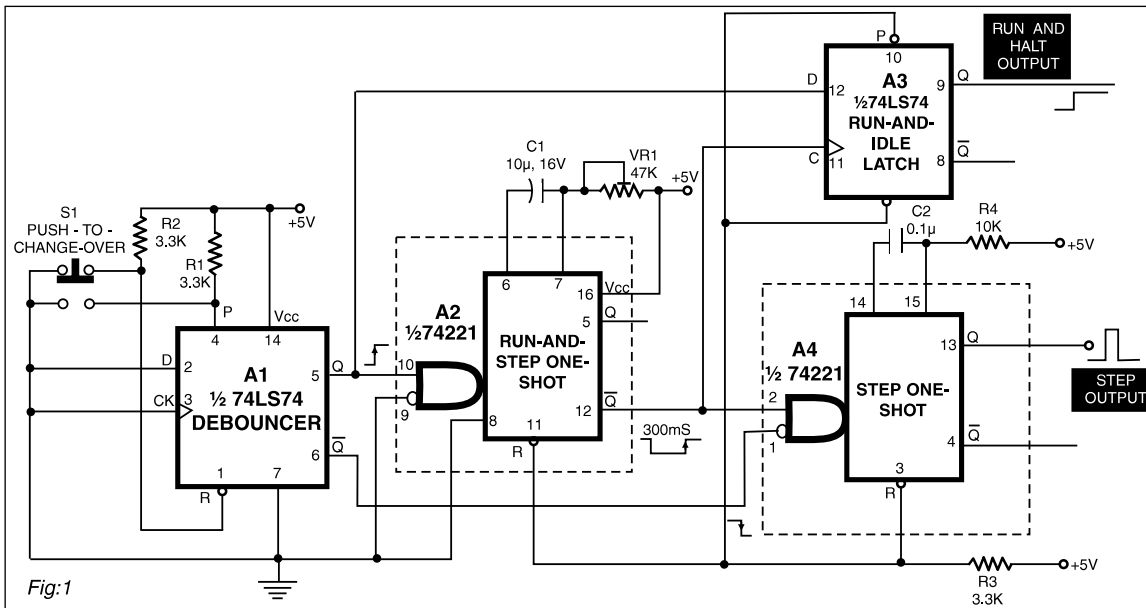 RUN AND
HALT
OUTPUT
P
10
D
12
A3
½74LS74
RUN-AND-
IDLE
LATCH
Q
9
C
11
Q̅
8
C1
10µ, 16V
VR1
47K
+5V
S1
PUSH - TO -
CHANGE-OVER
R2
3.3K
R1
3.3K
+5V
P
4
Vcc
14
D
2
CK
3
A1
½ 74LS74
DEBOUNCER
Q
5
Q̅
6
1
R
7
A2
½74221
6
7
16
Vcc
5
Q
RUN-AND-
STEP ONE-
SHOT
10
9
8
11
R
12
Q̅
300mS
C2
0.1µ
R4
10K
+5V
14
15
A4
½ 74221
2
1
STEP ONE-
SHOT
13
Q
STEP
OUTPUT
4
Q̅
3
R
R3
3.3K
+5V
Fig:1